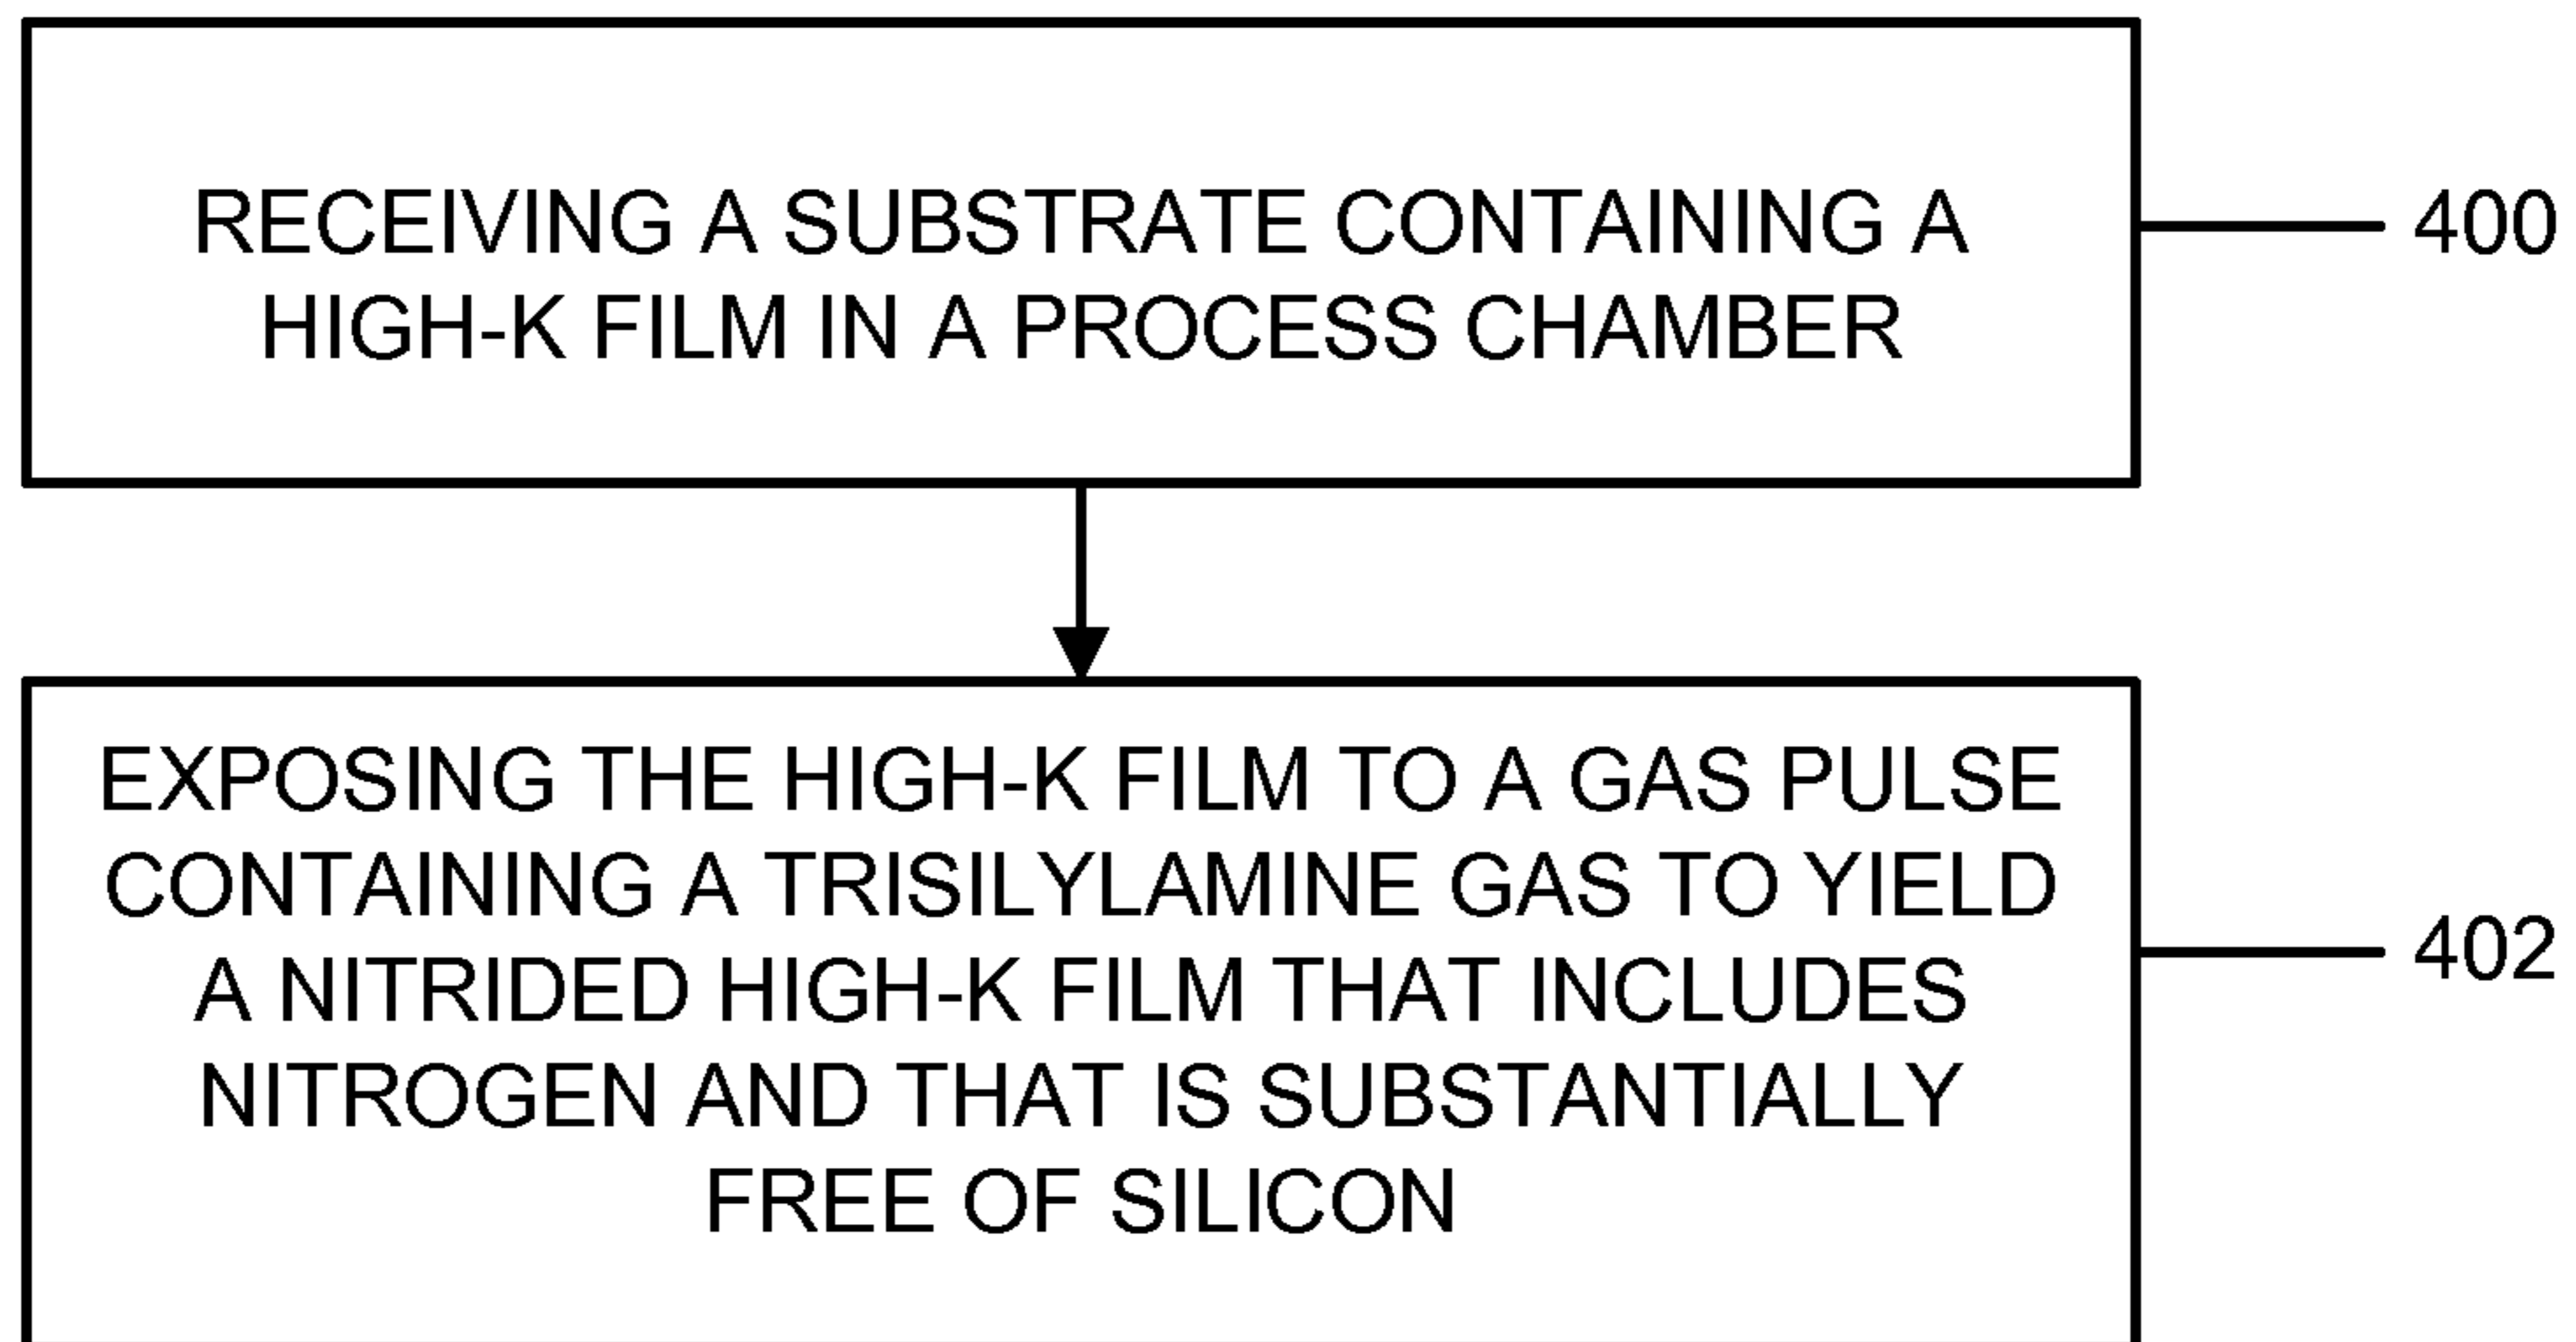 RECEIVING A SUBSTRATE CONTAINING A
HIGH-K FILM IN A PROCESS CHAMBER
400
EXPOSING THE HIGH-K FILM TO A GAS PULSE
CONTAINING A TRISILYLAMINE GAS TO YIELD
A NITRIDED HIGH-K FILM THAT INCLUDES
NITROGEN AND THAT IS SUBSTANTIALLY
FREE OF SILICON
402